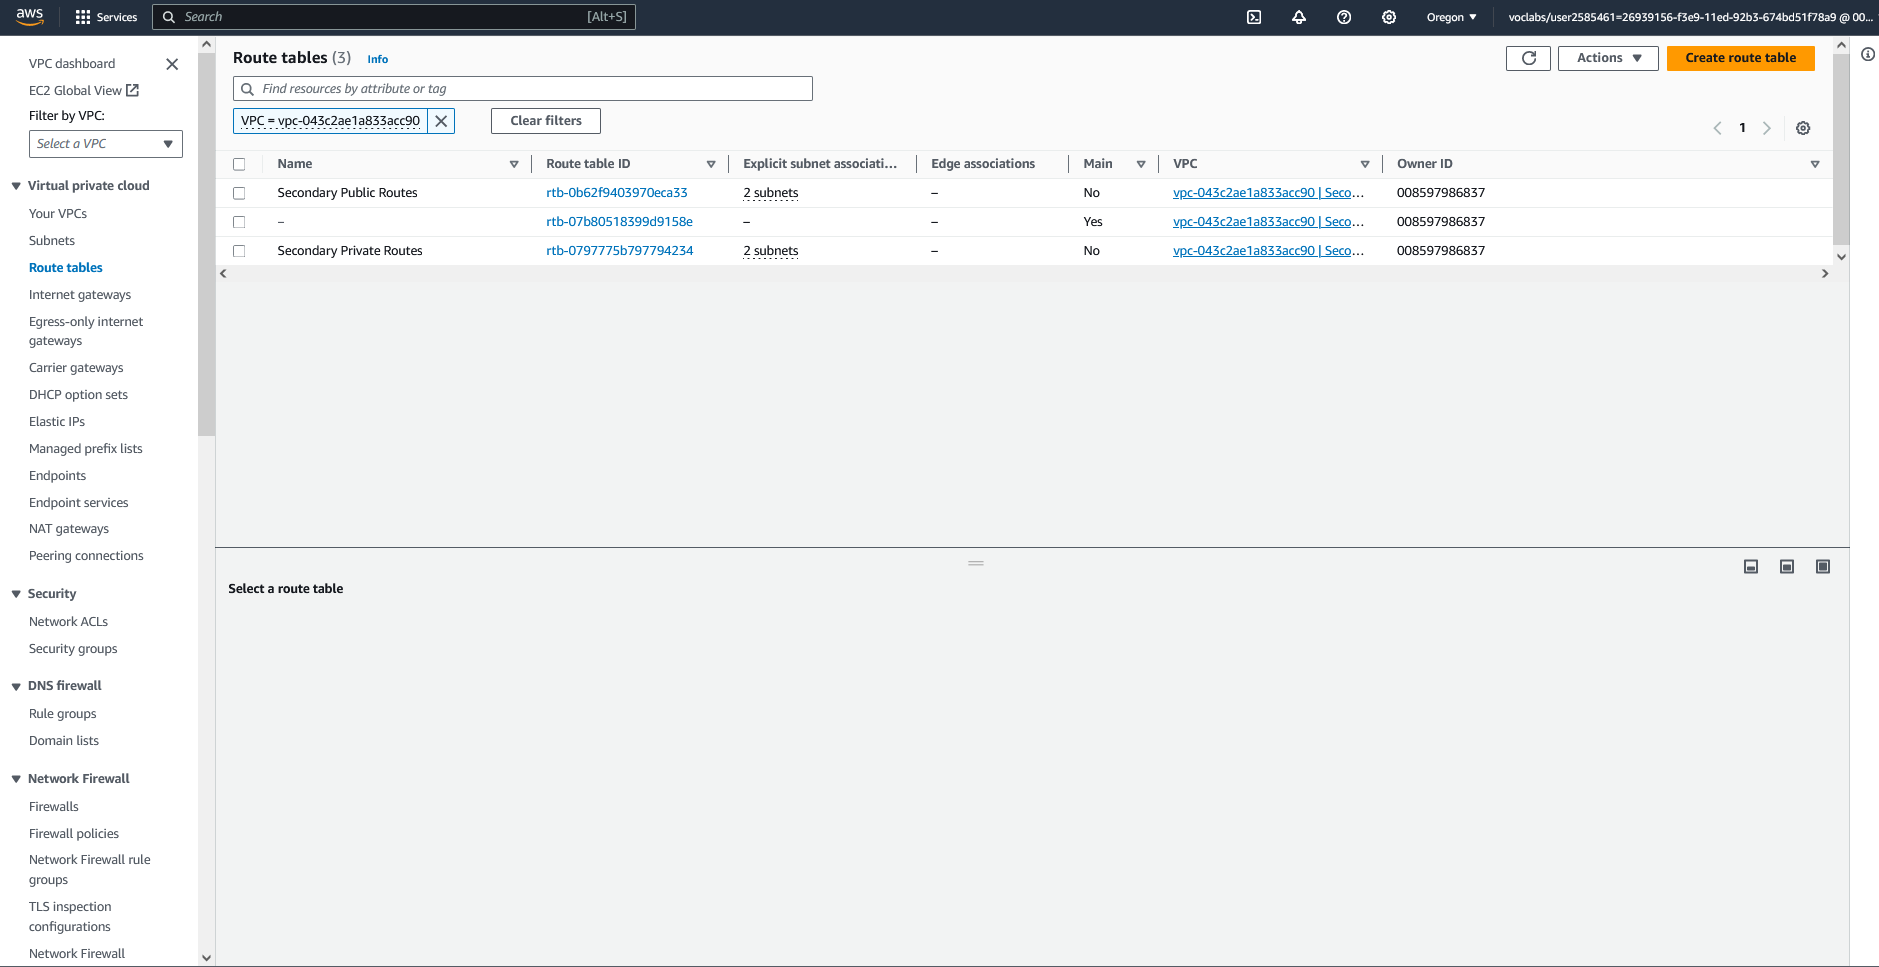 aws Services Search [Alt+S] Oregon voclabs/user2585461=26939156-f3e9-11ed-92b3-674bd51f78a9 @ 00...
VPC dashboard
EC2 Global View
Filter by VPC:
Select a VPC
Virtual private cloud
Your VPCs
Subnets
Route tables
Internet gateways
Egress-only internet
gateways
Carrier gateways
DHCP option sets
Elastic IPs
Managed prefix lists
Endpoints
Endpoint services
NAT gateways
Peering connections
Security
Network ACLs
Security groups
DNS firewall
Rule groups
Domain lists
Network Firewall
Firewalls
Firewall policies
Network Firewall rule
groups
TLS inspection
configurations
Network Firewall
Route tables (3) Info
Actions Create route table
Find resources by attribute or tag
VPC = vpc-043c2ae1a833acc90 Clear filters
1
Name Route table ID Explicit subnet associati... Edge associations Main VPC Owner ID
Secondary Public Routes rtb-0b62f9403970eca33 2 subnets – No vpc-043c2ae1a833acc90 | Seco... 008597986837
– rtb-07b80518399d9158e – – Yes vpc-043c2ae1a833acc90 | Seco... 008597986837
Secondary Private Routes rtb-0797775b797794234 2 subnets – No vpc-043c2ae1a833acc90 | Seco... 008597986837
Select a route table